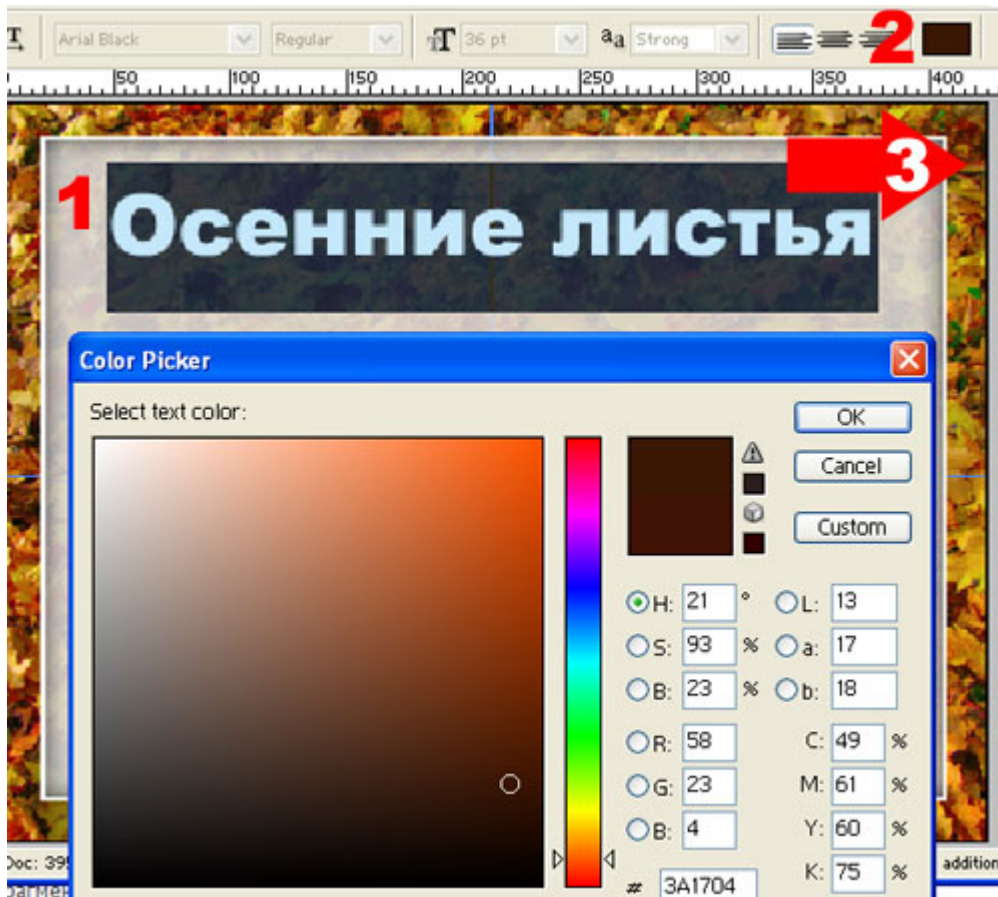 Arial Black Regular 36 pt aa Strong 2
50 100 150 200 250 300 350 400
3
1
Осенние листья
Color Picker
Select text color:
OK
Cancel
Custom
H: 21 ° L: 13
S: 93 % a: 17
B: 23 % b: 18
R: 58 C: 49 %
G: 23 M: 61 %
B: 4 Y: 60 %
K: 75 %
# 3A1704
Doc: 395
addition